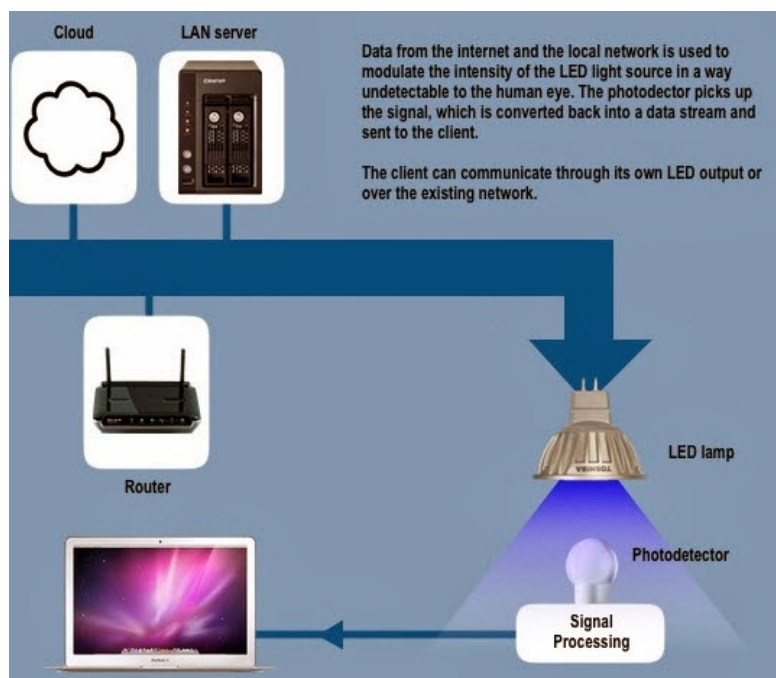 Cloud
LAN server
Data from the internet and the local network is used to
modulate the intensity of the LED light source in a way
undetectable to the human eye. The photodector picks up
the signal, which is converted back into a data stream and
sent to the client.
The client can communicate through its own LED output or
over the existing network.
Router
TOSHIBA
LED lamp
Photodetector
Signal
Processing